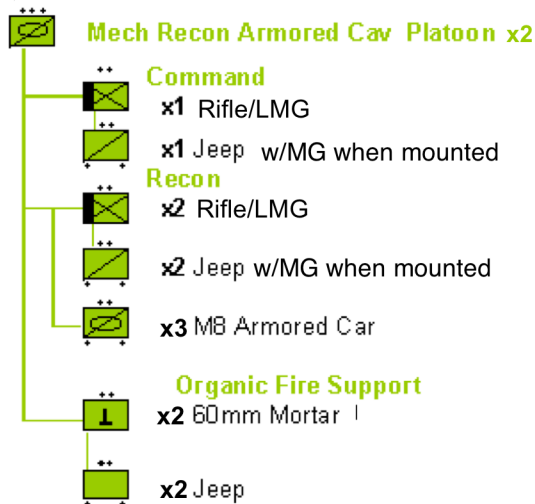 Mech Recon Armored Cav Platoon x2
Command
x1 Rifle/LMG
x1 Jeep w/MG when mounted
Recon
x2 Rifle/LMG
x2 Jeep w/MG when mounted
x3 M8 Armored Car
Organic Fire Support
x2 60mm Mortar
x2 Jeep